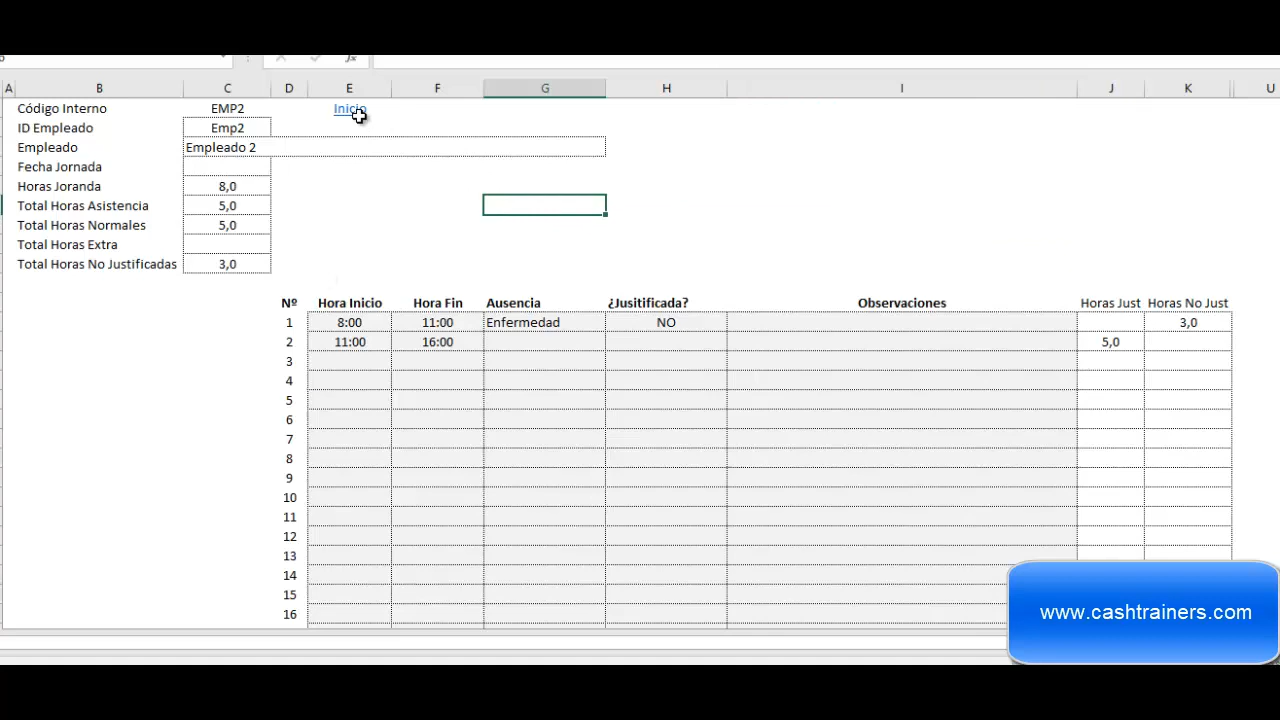 fx
A B C D E F G H I J K U
Código Interno EMP2 Inicio
ID Empleado Emp2
Empleado Empleado 2
Fecha Jornada
Horas Joranda 8,0
Total Horas Asistencia 5,0
Total Horas Normales 5,0
Total Horas Extra
Total Horas No Justificadas 3,0
Nº Hora Inicio Hora Fin Ausencia ¿Jusitificada? Observaciones Horas Just Horas No Just
1 8:00 11:00 Enfermedad NO 3,0
2 11:00 16:00 5,0
3
4
5
6
7
8
9
10
11
12
13
14
15
16
www.cashtrainers.com